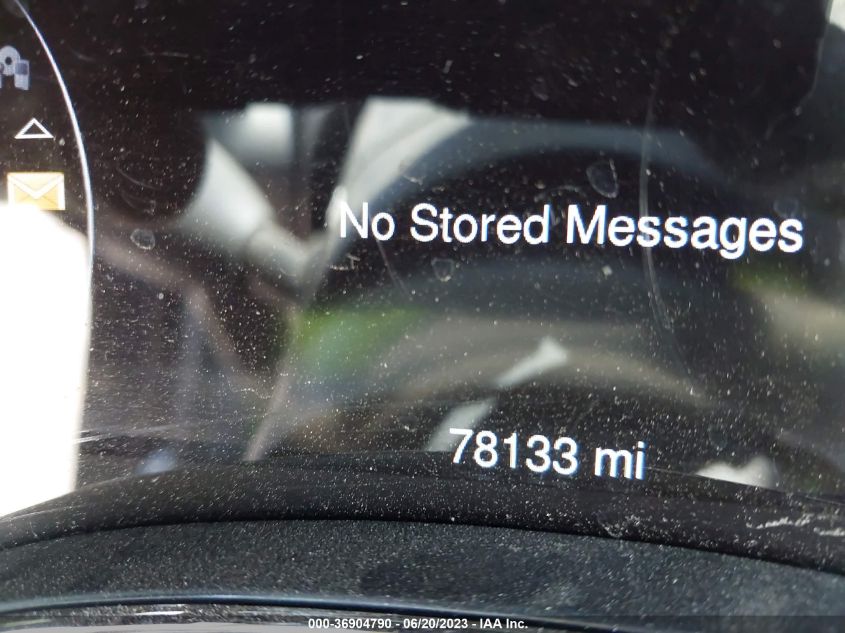 No Stored Messages
78133 mi
000-36904790 - 06/20/2023 - IAA Inc.